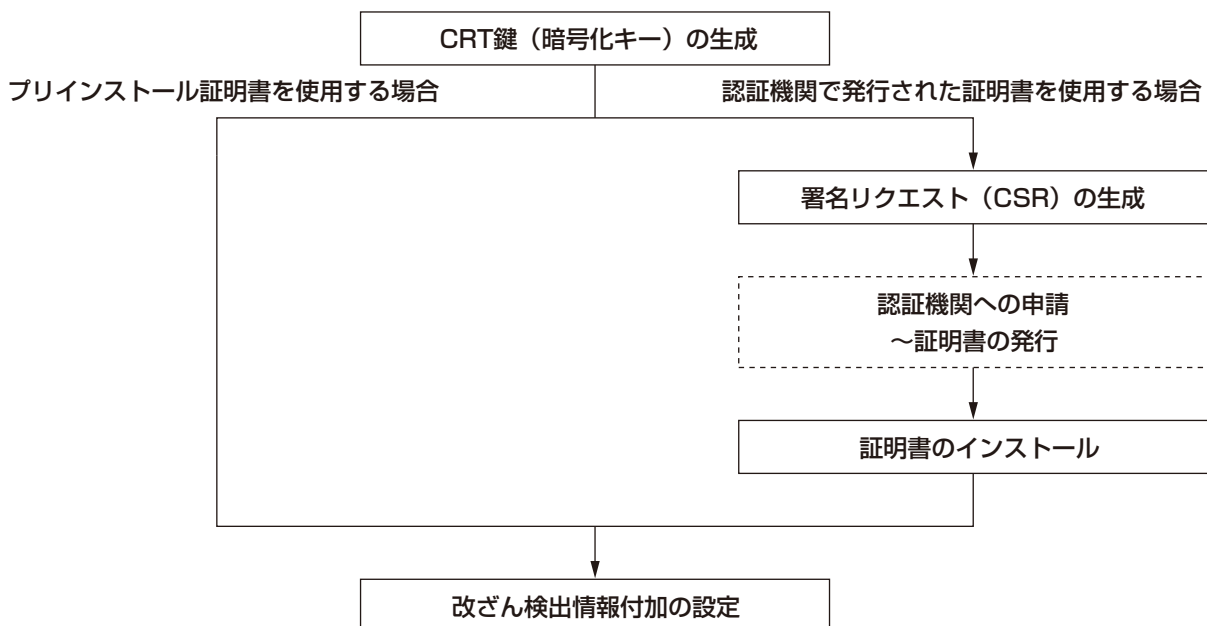 CRT鍵（暗号化キー）の生成
プリインストール証明書を使用する場合
認証機関で発行された証明書を使用する場合
署名リクエスト（CSR）の生成
認証機関への申請
～証明書の発行
証明書のインストール
改ざん検出情報付加の設定